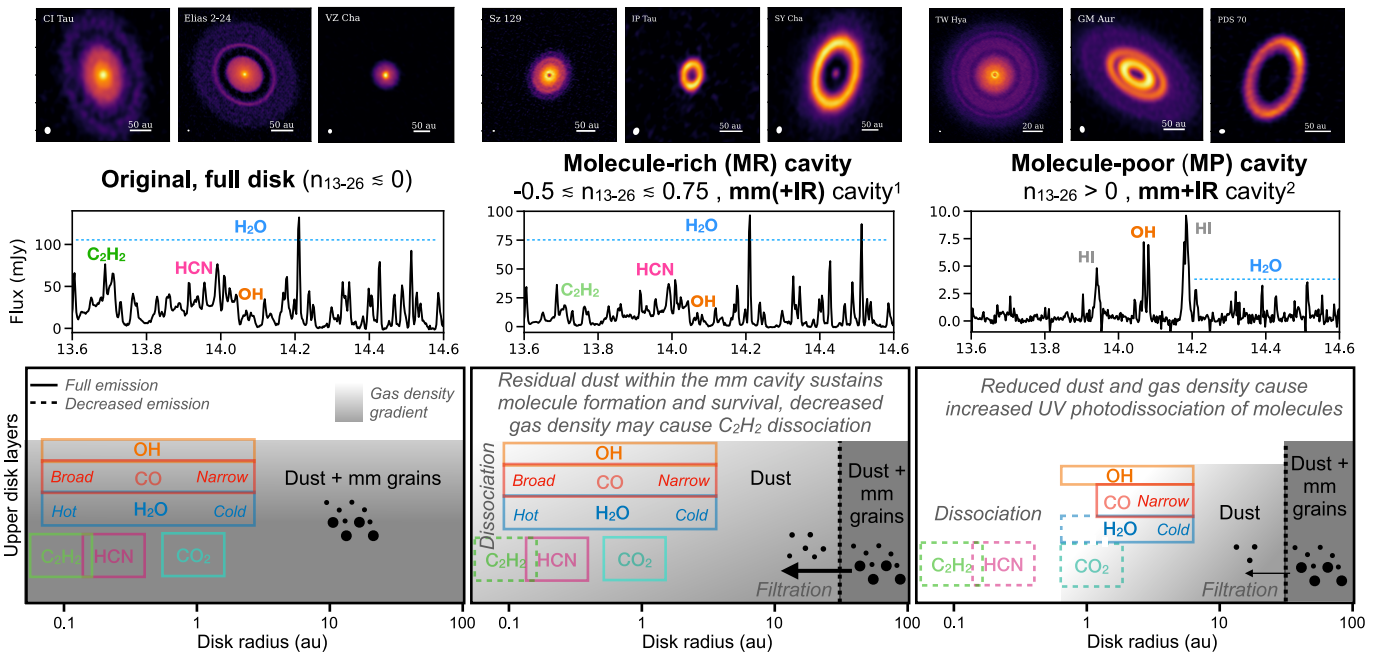 CI Tau
50 au
Elias 2-24
50 au
VZ Cha
50 au
Sz 129
50 au
IP Tau
50 au
SY Cha
50 au
TW Hya
20 au
GM Aur
50 au
PDS 70
50 au
Original, full disk (n₁₃₋₂₆ ≲ 0)
Molecule-rich (MR) cavity
-0.5 ≲ n₁₃₋₂₆ ≲ 0.75 , mm(+IR) cavity¹
Molecule-poor (MP) cavity
n₁₃₋₂₆ > 0 , mm+IR cavity²
Flux (mJy)
100
50
0
H₂O
C₂H₂
HCN
OH
13.6 13.8 14.0 14.2 14.4 14.6
100
75
50
25
0
H₂O
C₂H₂
HCN
OH
13.6 13.8 14.0 14.2 14.4 14.6
10.0
7.5
5.0
2.5
0.0
HI
OH
HI
H₂O
13.6 13.8 14.0 14.2 14.4 14.6
Upper disk layers
Full emission
Decreased emission
Gas density
gradient
OH
Broad CO Narrow
Hot H₂O Cold
C₂H₂ HCN CO₂
Dust + mm grains
0.1 1 10 100
Disk radius (au)
Residual dust within the mm cavity sustains
molecule formation and survival, decreased
gas density may cause C₂H₂ dissociation
Dissociation
OH
Broad CO Narrow
Hot H₂O Cold
C₂H₂ HCN CO₂
Dust
Filtration
Dust +
mm
grains
0.1 1 10 100
Disk radius (au)
Reduced dust and gas density cause
increased UV photodissociation of molecules
Dissociation
OH
CO Narrow
H₂O Cold
C₂H₂ HCN CO₂
Dust
Filtration
Dust +
mm
grains
0.1 1 10 100
Disk radius (au)